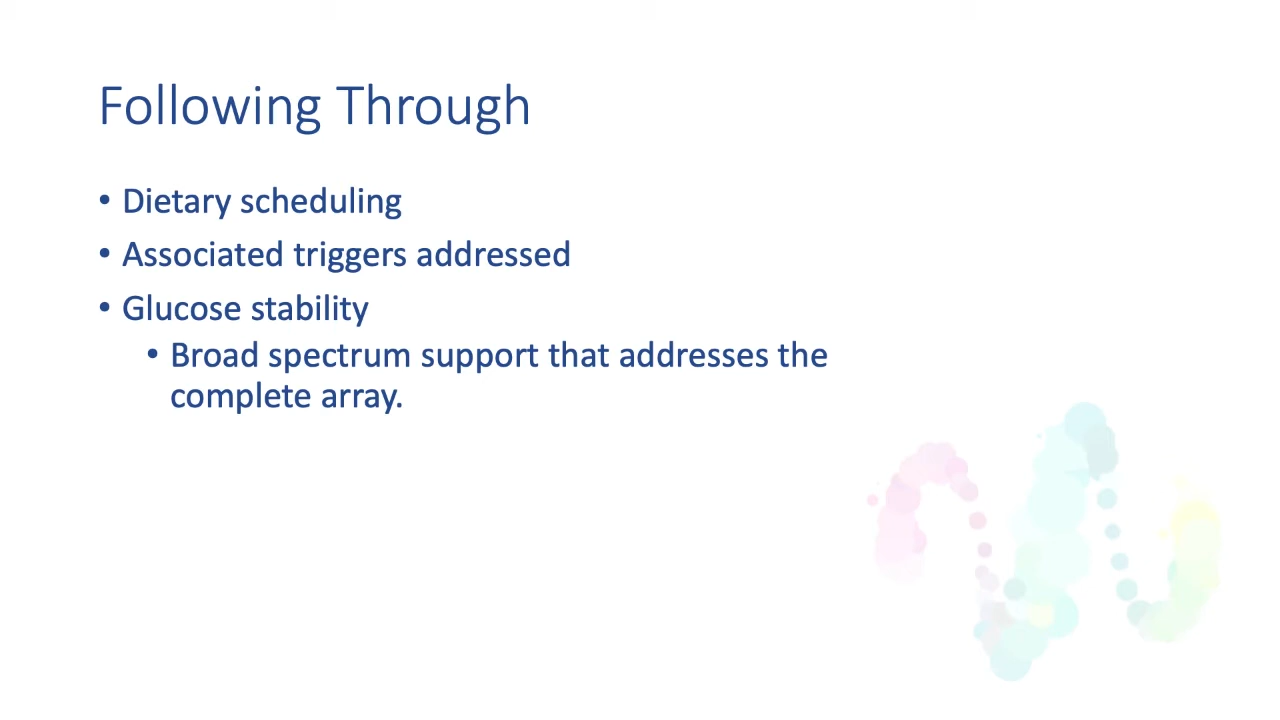 Following Through
• Dietary scheduling
• Associated triggers addressed
• Glucose stability
• Broad spectrum support that addresses the
complete array.